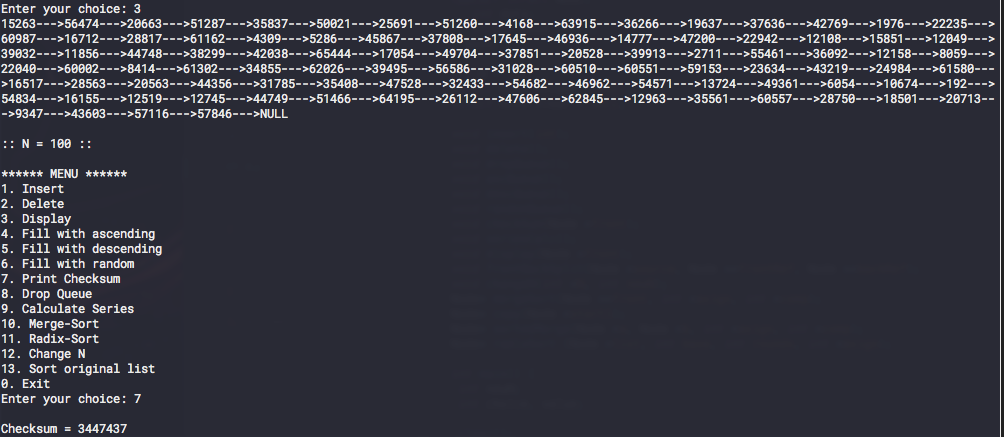 Enter your choice: 3
15263--->56474--->20663--->51287--->35837--->50021--->25691--->51260--->4168--->63915--->36266--->19637--->37636--->42769--->1976--->22235--->
60987--->16712--->28817--->61162--->4309--->5286--->45867--->37808--->17645--->46936--->14777--->47200--->22942--->12108--->15851--->12049--->
39032--->11856--->44748--->38299--->42038--->65444--->17054--->49704--->37851--->20528--->39913--->2711--->55461--->36092--->12158--->8059--->
22040--->60002--->8414--->61302--->34855--->62026--->39495--->56586--->31028--->60510--->60551--->59153--->23634--->43219--->24984--->61580---
>16517--->28563--->20563--->44356--->31785--->35408--->47528--->32433--->54682--->46962--->54571--->13724--->49361--->6054--->10674--->192--->
54834--->16155--->12519--->12745--->44749--->51466--->64195--->26112--->47606--->62845--->12963--->35561--->60557--->28750--->18501--->20713--
->9347--->43603--->57116--->57846--->NULL
:: N = 100 ::
****** MENU ******
1. Insert
2. Delete
3. Display
4. Fill with ascending
5. Fill with descending
6. Fill with random
7. Print Checksum
8. Drop Queue
9. Calculate Series
10. Merge-Sort
11. Radix-Sort
12. Change N
13. Sort original list
0. Exit
Enter your choice: 7
Checksum = 3447437